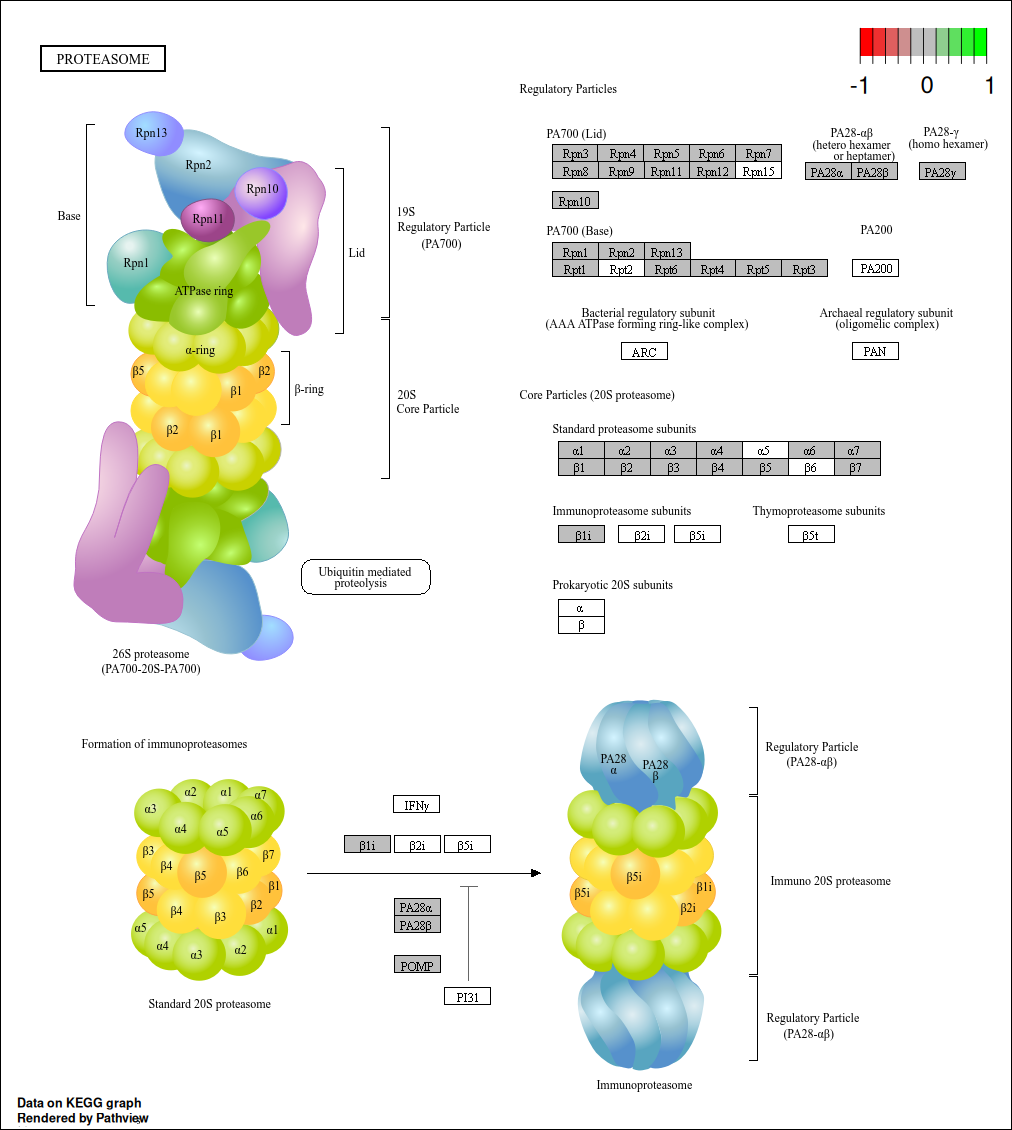 PROTEASOME
-1 0 1
Regulatory Particles
PA700 (Lid)
Rpn3 Rpn4 Rpn5 Rpn6 Rpn7
Rpn8 Rpn9 Rpn11 Rpn12 Rpn15
Rpn10
PA28-αβ
(hetero hexamer
or heptamer)
PA28α PA28β
PA28-γ
(homo hexamer)
PA28γ
PA700 (Base)
Rpn1 Rpn2 Rpn13
Rpt1 Rpt2 Rpt6 Rpt4 Rpt5 Rpt3
PA200
PA200
Bacterial regulatory subunit
(AAA ATPase forming ring-like complex)
ARC
Archaeal regulatory subunit
(oligomelic complex)
PAN
Core Particles (20S proteasome)
Standard proteasome subunits
α1 α2 α3 α4 α5 α6 α7
β1 β2 β3 β4 β5 β6 β7
Immunoproteasome subunits
β1i β2i β5i
Thymoproteasome subunits
β5t
Prokaryotic 20S subunits
α
β
Rpn13
Rpn2
Rpn10
Rpn11
Rpn1
ATPase ring
α-ring
β5 β2
β1
β2 β1
Base
Lid
19S
Regulatory Particle
(PA700)
β-ring
20S
Core Particle
Ubiquitin mediated
proteolysis
26S proteasome
(PA700-20S-PA700)
Formation of immunoproteasomes
α3 α2 α1 α7
α4 α5 α6
β3 β4 β5 β6 β7
β5 β4 β3 β2 β1
α5 α4 α3 α2 α1
Standard 20S proteasome
IFNγ
β1i β2i β5i
PA28α
PA28β
POMP
PI31
PA28
α
PA28
β
β5i
β5i β2i β1i
Immunoproteasome
Regulatory Particle
(PA28-αβ)
Immuno 20S proteasome
Regulatory Particle
(PA28-αβ)
Data on KEGG graph
Rendered by Pathview